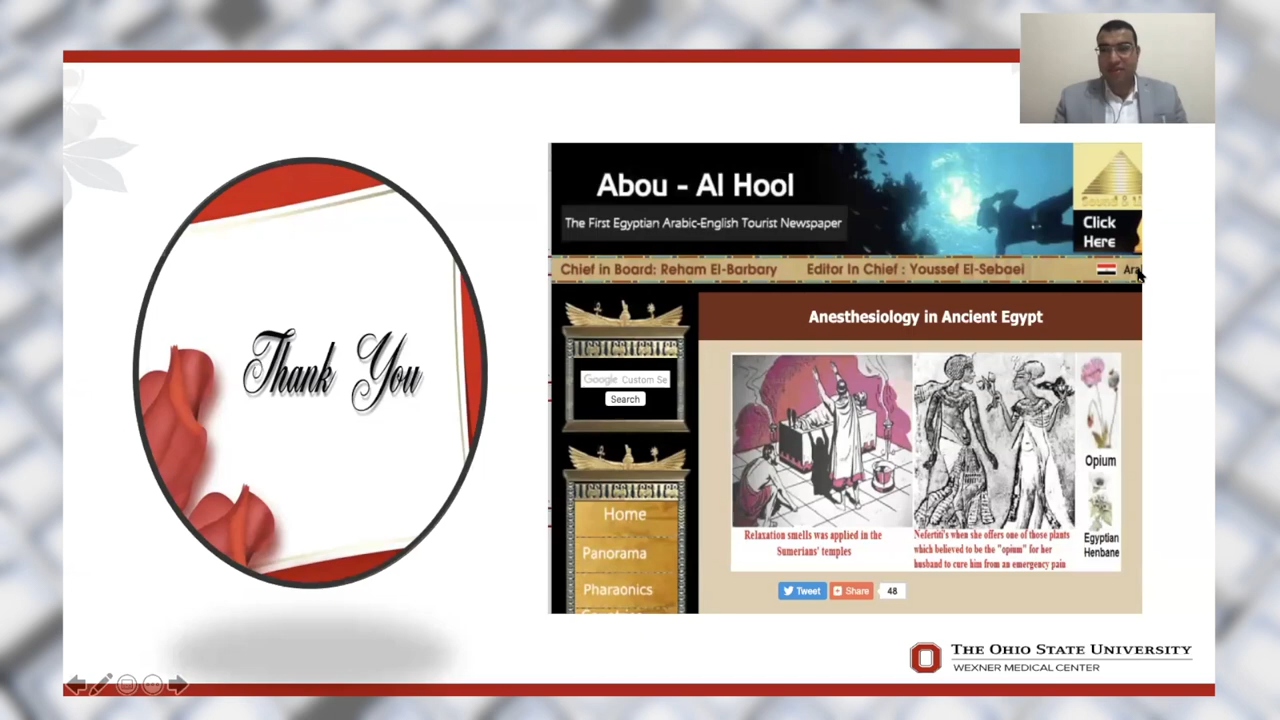 Thank You
Abou - Al Hool
The First Egyptian Arabic-English Tourist Newspaper
Click
Here
Chief in Board: Reham El-Barbary
Editor In Chief : Youssef El-Sebaei
Google Custom Se
Search
Home
Panorama
Pharaonics
Anesthesiology in Ancient Egypt
Relaxation smells was applied in the
Sumerians' temples
Nefertiti's when she offers one of those plants
which believed to be the "opium" for her
husband to cure him from an emergency pain
Opium
Egyptian
Henbane
Tweet
Share
48
THE OHIO STATE UNIVERSITY
WEXNER MEDICAL CENTER